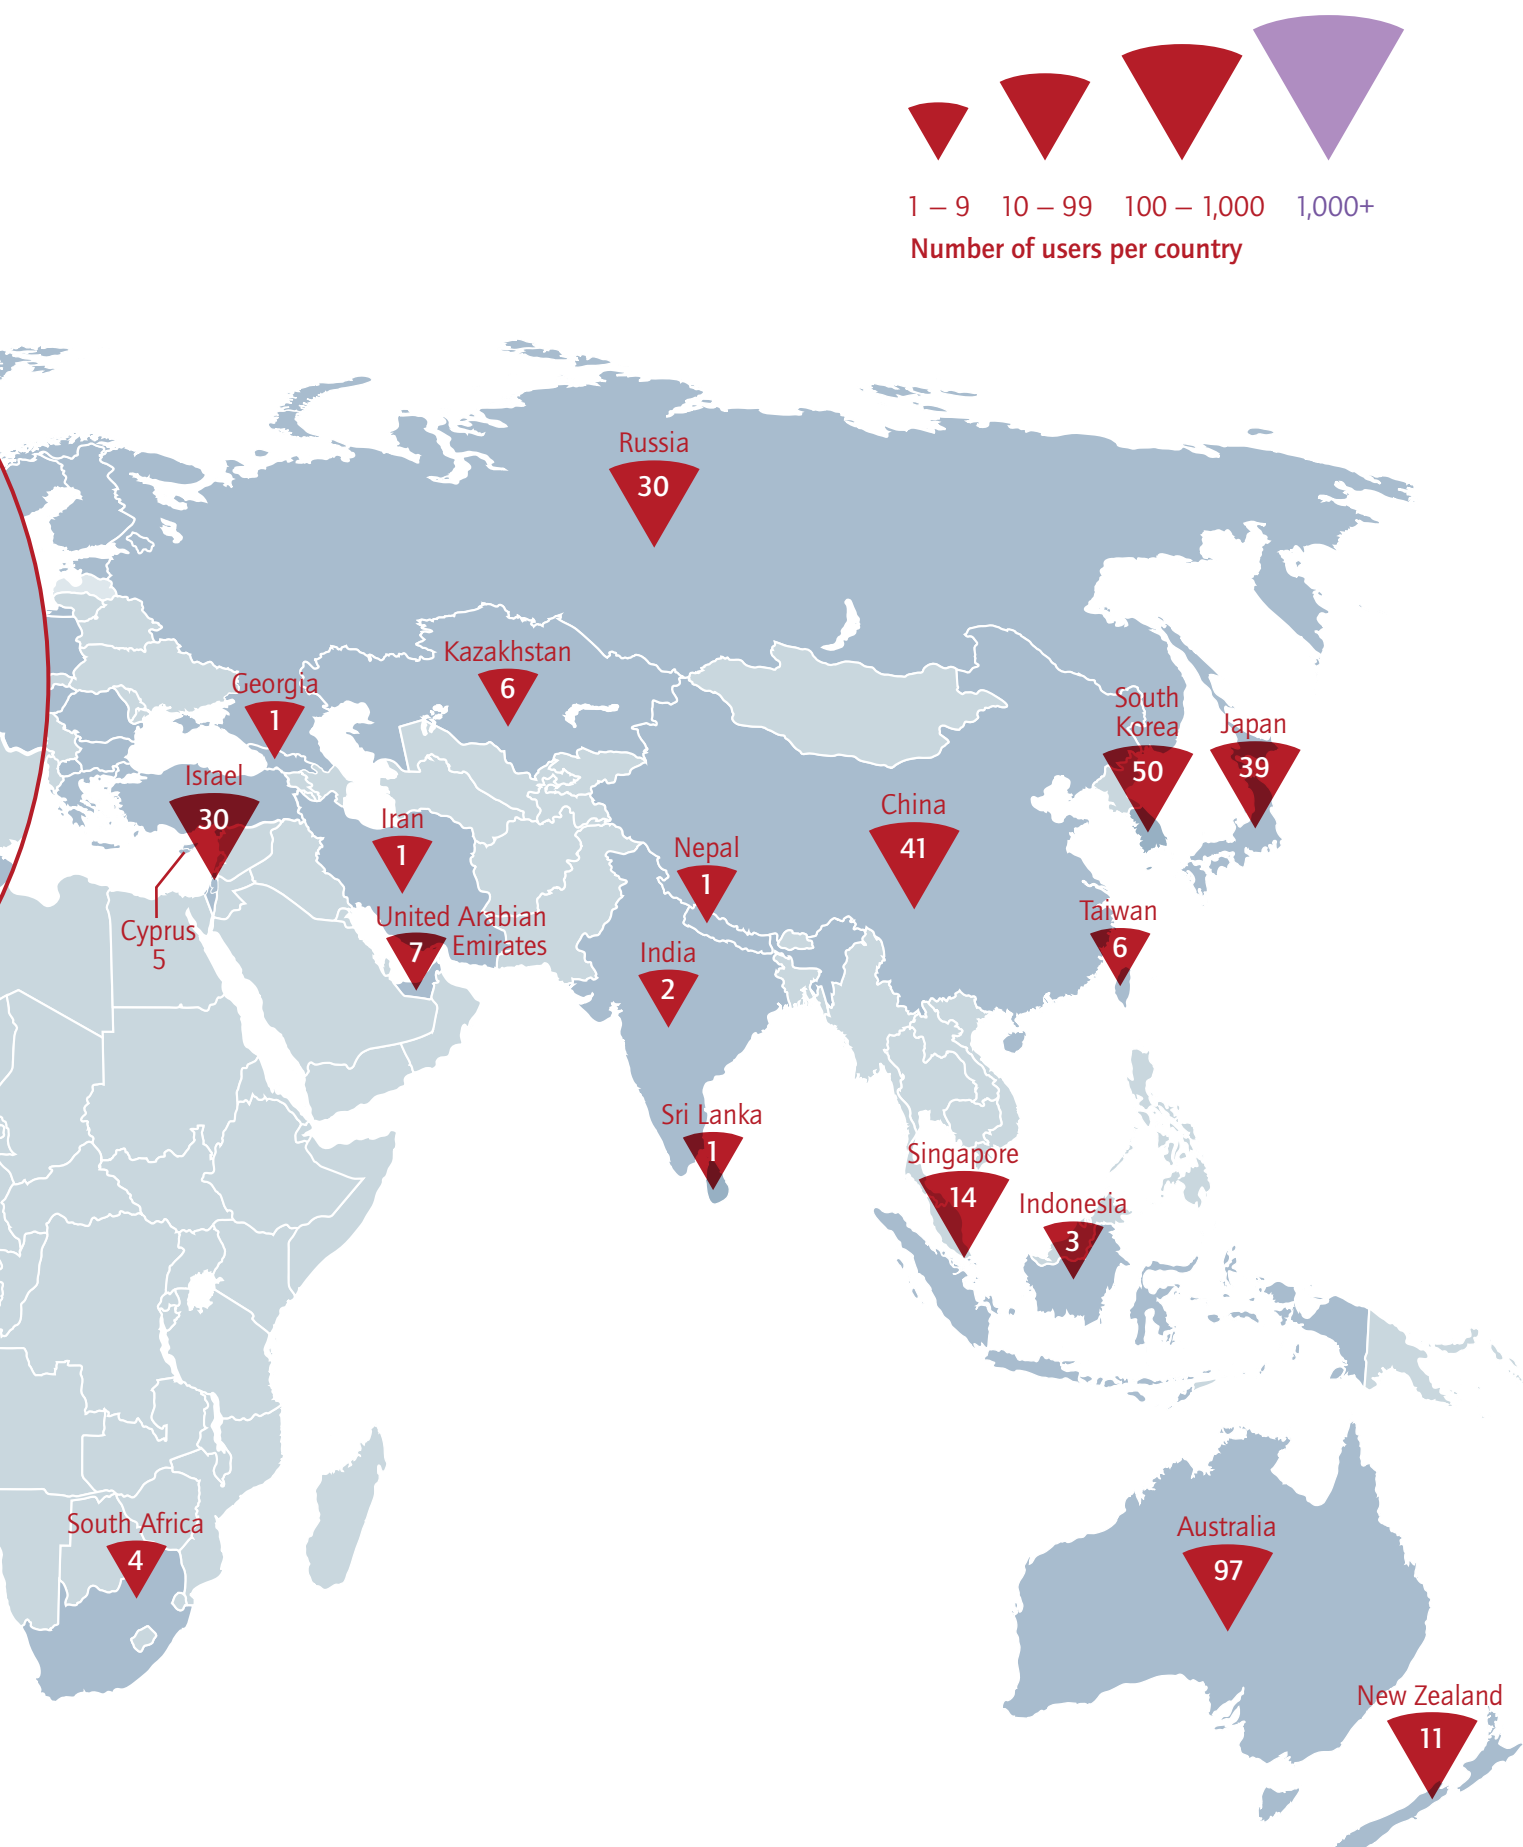 1 – 9
10 – 99
100 – 1,000
1,000+
Number of users per country
Russia
30
Kazakhstan
6
Georgia
1
South
Korea
50
Japan
39
Israel
30
Iran
1
China
41
Nepal
1
United Arabian
Emirates
7
Cyprus
5
Taiwan
6
India
2
Sri Lanka
1
Singapore
14
Indonesia
3
South Africa
4
Australia
97
New Zealand
11